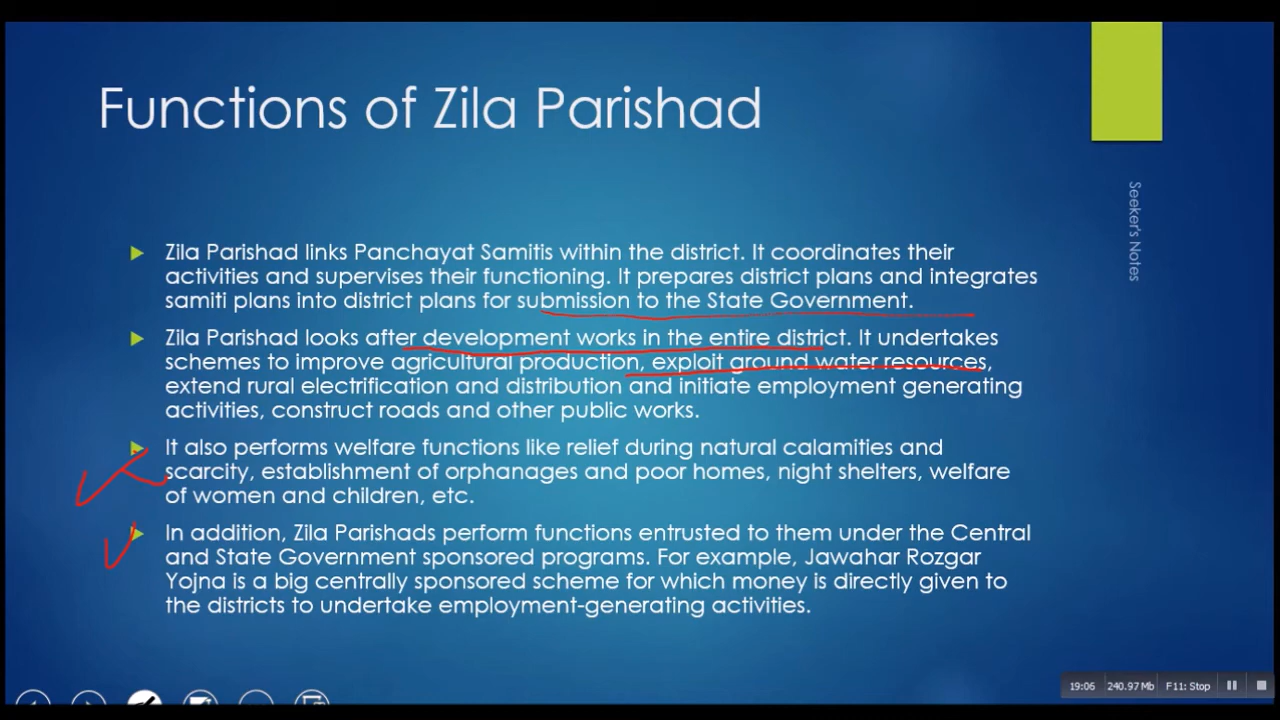 Functions of Zila Parishad
Seeker's Notes
Zila Parishad links Panchayat Samitis within the district. It coordinates their
activities and supervises their functioning. It prepares district plans and integrates
samiti plans into district plans for submission to the State Government.
Zila Parishad looks after development works in the entire district. It undertakes
schemes to improve agricultural production, exploit ground water resources,
extend rural electrification and distribution and initiate employment generating
activities, construct roads and other public works.
It also performs welfare functions like relief during natural calamities and
scarcity, establishment of orphanages and poor homes, night shelters, welfare
of women and children, etc.
In addition, Zila Parishads perform functions entrusted to them under the Central
and State Government sponsored programs. For example, Jawahar Rozgar
Yojna is a big centrally sponsored scheme for which money is directly given to
the districts to undertake employment-generating activities.
19:06 240.97 Mb F11: Stop